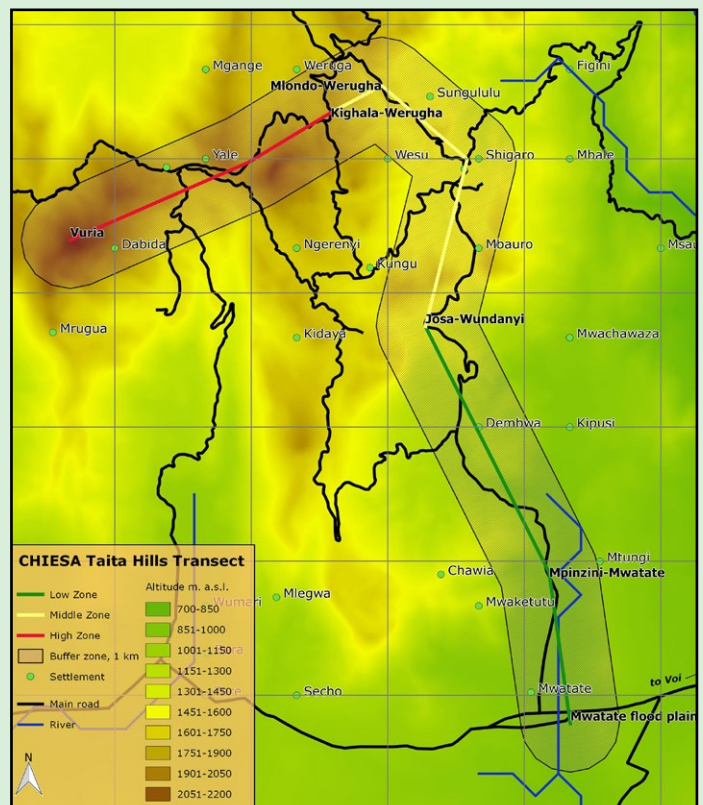 Mgange
Werugha
Figini
Mlondo-Werugha
Sungululu
Kighala-Werugha
Yale
Wesu
Shigaro
Mbale
Vuria
Dabida
Ngerenyi
Mbauro
Kungu
Josa-Wundanyi
Mrugua
Kidaya
Mwachawaza
Dembwa
Kipusi
Mtungi
Mpinzini-Mwatate
Chawia
Mlegwa
Mwaketutu
Secho
Mwatate
to Voi
Mwatate flood plain
CHIESA Taita Hills Transect
Low Zone
Middle Zone
High Zone
Buffer zone, 1 km
Settlement
Main road
River
N
Altitude m. a.s.l.
700-850
851-1000
1001-1150
1151-1300
1301-1450
1451-1600
1601-1750
1751-1900
1901-2050
2051-2200
Wumari